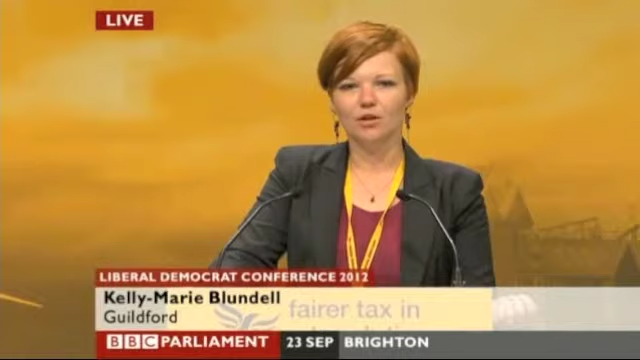 LIVE
LIBERAL DEMOCRAT CONFERENCE 2012
Kelly-Marie Blundell
Guildford
fairer tax in
BBC PARLIAMENT 23 SEP BRIGHTON